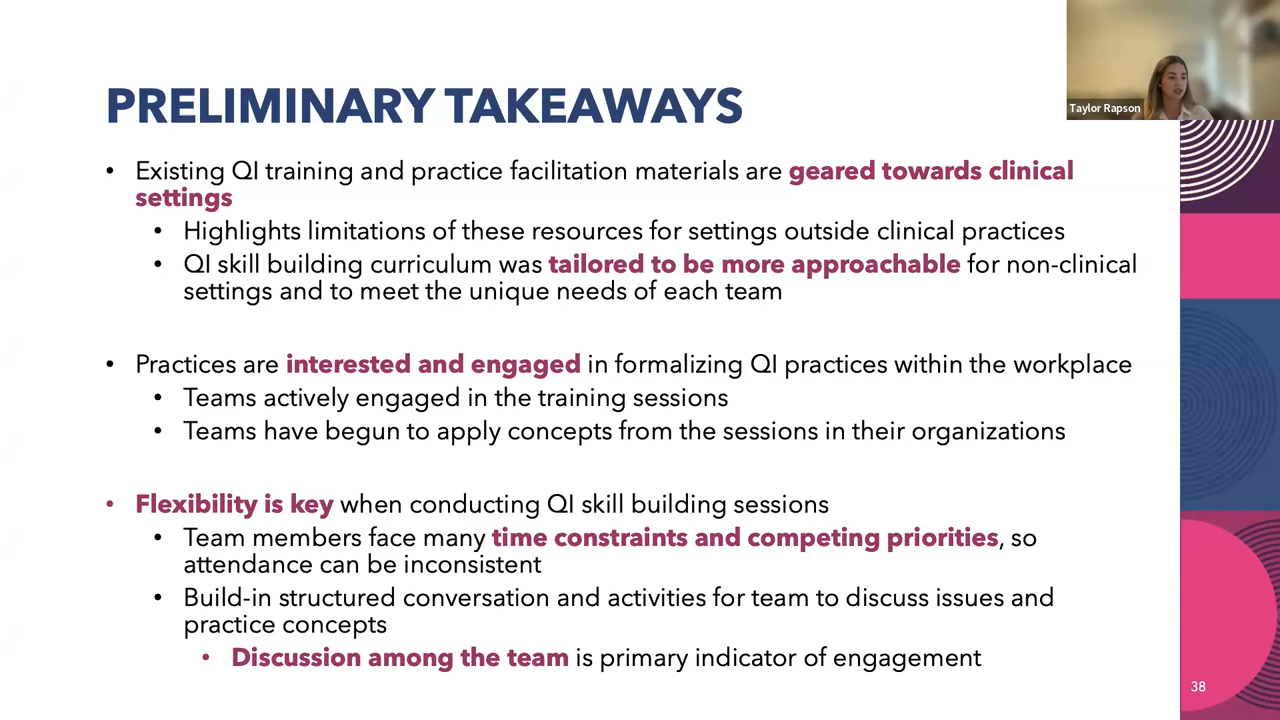 Taylor Rapson
PRELIMINARY TAKEAWAYS
• Existing QI training and practice facilitation materials are geared towards clinical
settings
• Highlights limitations of these resources for settings outside clinical practices
• QI skill building curriculum was tailored to be more approachable for non-clinical
settings and to meet the unique needs of each team
• Practices are interested and engaged in formalizing QI practices within the workplace
• Teams actively engaged in the training sessions
• Teams have begun to apply concepts from the sessions in their organizations
• Flexibility is key when conducting QI skill building sessions
• Team members face many time constraints and competing priorities, so
attendance can be inconsistent
• Build-in structured conversation and activities for team to discuss issues and
practice concepts
• Discussion among the team is primary indicator of engagement
38